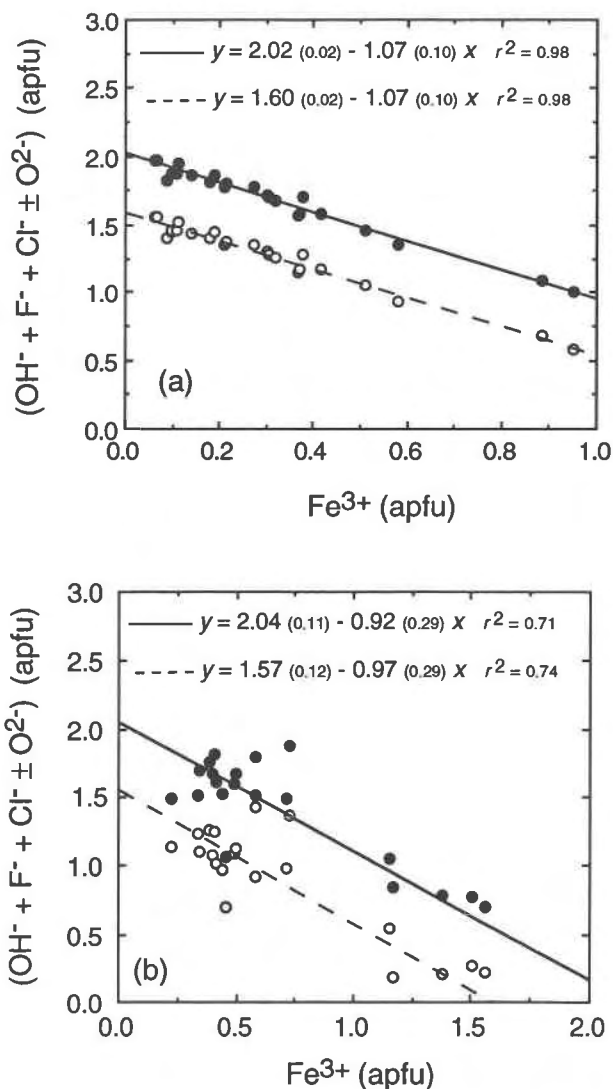 3.0
2.5
2.0
1.5
1.0
0.5
0.0
(OH⁻ + F⁻ + Cl⁻ ± O²⁻) (apfu)
y = 2.02 (0.02) - 1.07 (0.10) x r² = 0.98
y = 1.60 (0.02) - 1.07 (0.10) x r² = 0.98
(a)
0.0 0.2 0.4 0.6 0.8 1.0
Fe³⁺ (apfu)
3.0
2.5
2.0
1.5
1.0
0.5
0.0
(OH⁻ + F⁻ + Cl⁻ ± O²⁻) (apfu)
y = 2.04 (0.11) - 0.92 (0.29) x r² = 0.71
y = 1.57 (0.12) - 0.97 (0.29) x r² = 0.74
(b)
0.0 0.5 1.0 1.5 2.0
Fe³⁺ (apfu)